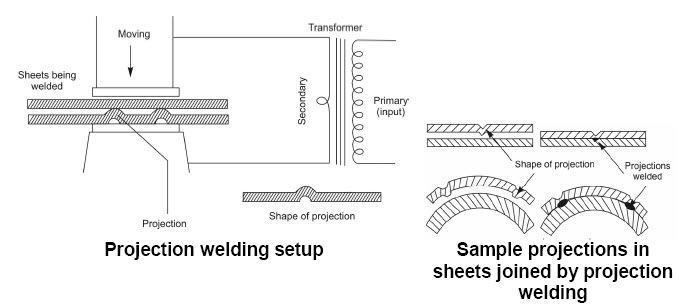 Transformer
Moving
Sheets being
welded
Secondary
Primary
(input)
Projection
Shape of projection
Projection welding setup
Shape of projection
Projections
welded
Sample projections in
sheets joined by projection
welding